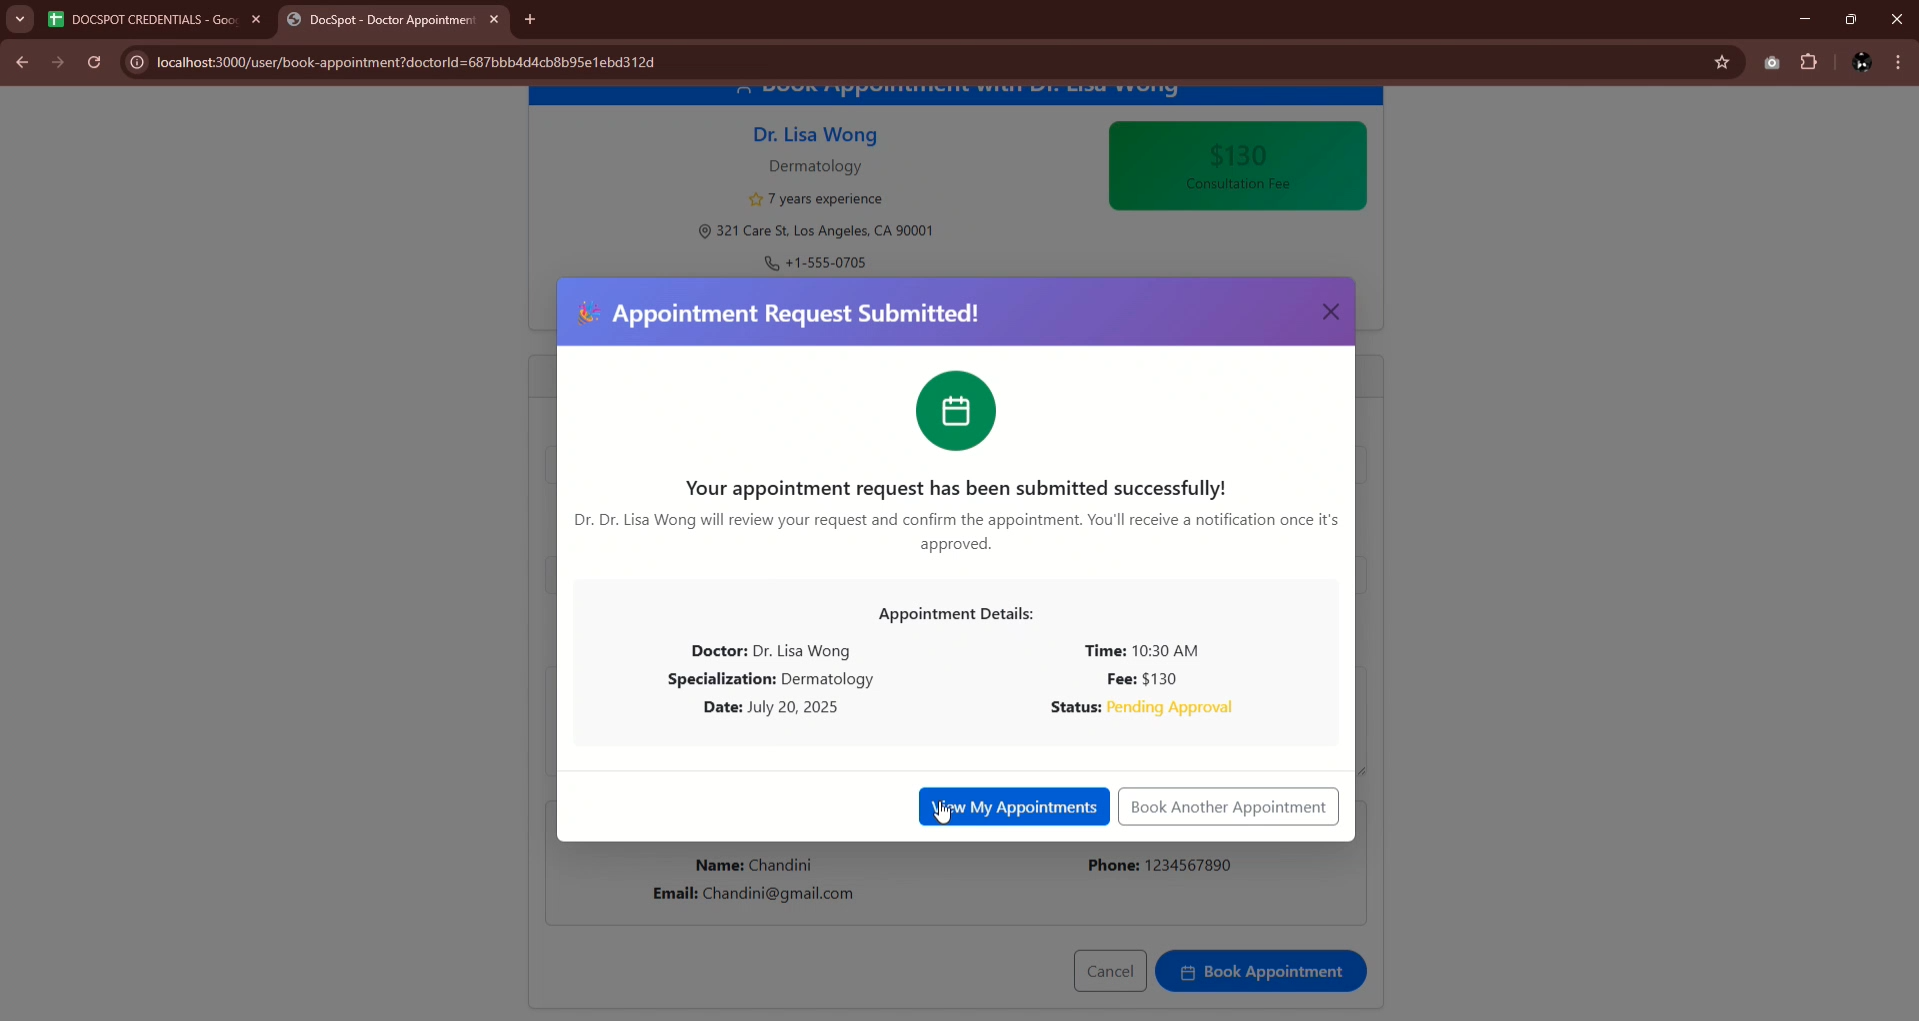 DOCSPOT CREDENTIALS - Goo
DocSpot - Doctor Appointment
localhost:3000/user/book-appointment?doctorId=687bbb4d4cb8b95e1ebd312d
Book Appointment with Dr. Lisa Wong
Dr. Lisa Wong
Dermatology
7 years experience
321 Care St, Los Angeles, CA 90001
+1-555-0705
$130
Consultation Fee
Appointment Request Submitted!
Your appointment request has been submitted successfully!
Dr. Dr. Lisa Wong will review your request and confirm the appointment. You'll receive a notification once it's
approved.
Appointment Details:
Doctor: Dr. Lisa Wong
Specialization: Dermatology
Date: July 20, 2025
Time: 10:30 AM
Fee: $130
Status: Pending Approval
View My Appointments
Book Another Appointment
Name: Chandini
Email: Chandini@gmail.com
Phone: 1234567890
Cancel
Book Appointment